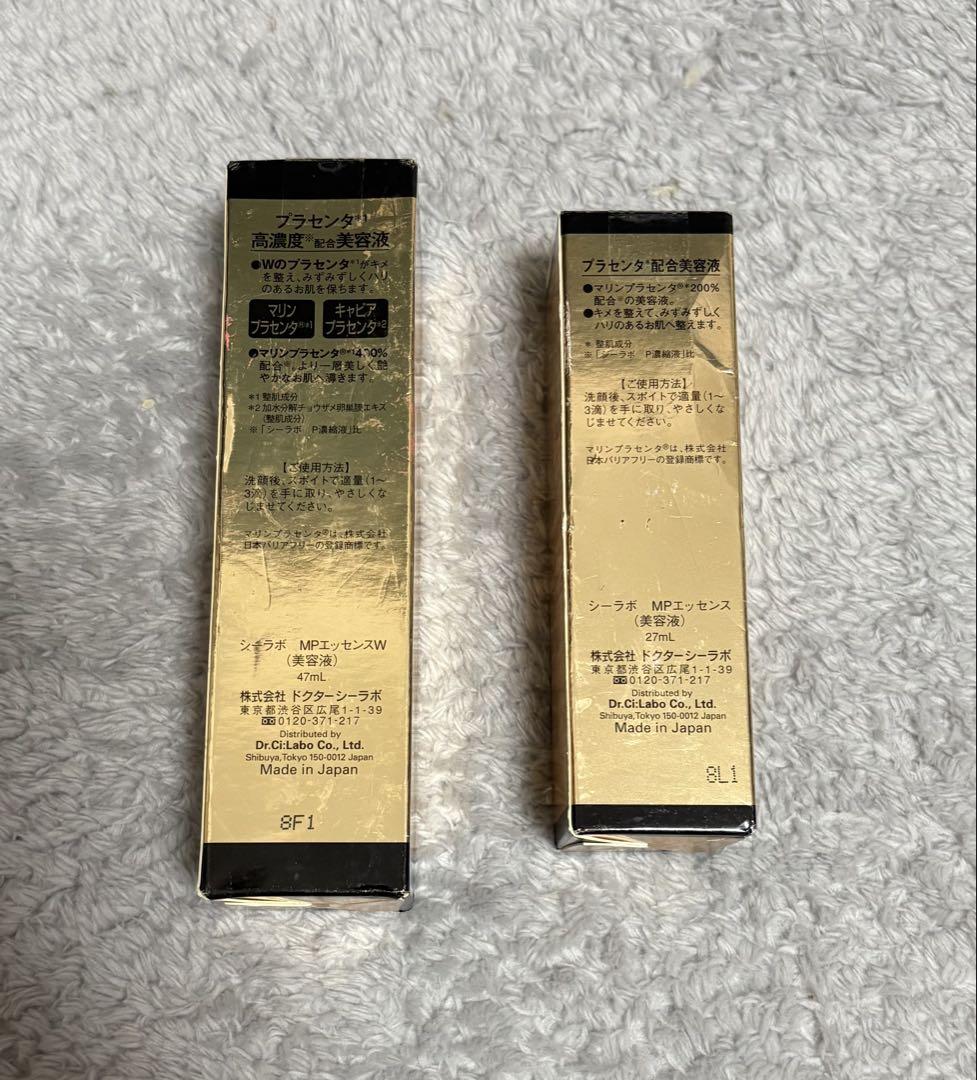 プラセンタ*1
高濃度※配合美容液
●Wのプラセンタ*1がキメ
を整え、みずみずしくハリ
のあるお肌を保ちます。
マリン
プラセンタ®*1
キャビア
プラセンタ*2
●マリンプラセンタ®*1400%
配合※。より一層美しく艶
やかなお肌へ導きます。
*1 整肌成分
*2 加水分解チョウザメ卵巣膜エキス
(整肌成分)
※「シーラボ P濃縮液」比
【ご使用方法】
洗顔後、スポイトで適量(1〜
3滴)を手に取り、やさしくな
じませてください。
マリンプラセンタ®は、株式会社
日本バリアフリーの登録商標です。
シーラボ MPエッセンスW
(美容液)
47mL
株式会社 ドクターシーラボ
東京都渋谷区広尾1-1-39
0120-371-217
Distributed by
Dr.Ci:Labo Co., Ltd.
Shibuya,Tokyo 150-0012 Japan
Made in Japan
8F1
プラセンタ*配合美容液
●マリンプラセンタ®*200%
配合※の美容液。
●キメを整えて、みずみずしく
ハリのあるお肌へ整えます。
* 整肌成分
※「シーラボ P濃縮液」比
【ご使用方法】
洗顔後、スポイトで適量(1〜
3滴)を手に取り、やさしくな
じませてください。
マリンプラセンタ®は、株式会社
日本バリアフリーの登録商標です。
シーラボ MPエッセンス
(美容液)
27mL
株式会社 ドクターシーラボ
東京都渋谷区広尾1-1-39
0120-371-217
Distributed by
Dr.Ci:Labo Co., Ltd.
Shibuya,Tokyo 150-0012 Japan
Made in Japan
8L1